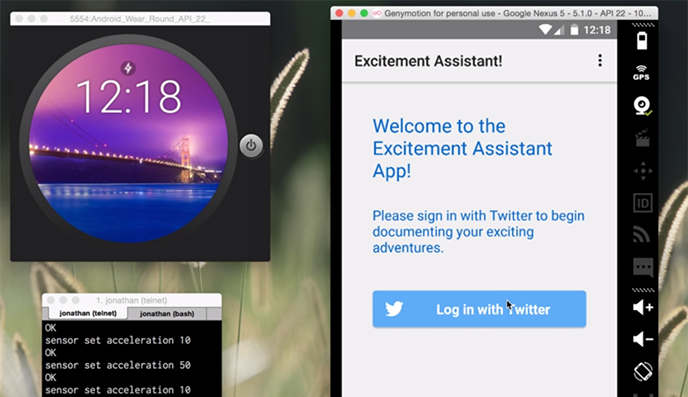 5554:Android_Wear_Round_API_22_
12:18
Genymotion for personal use - Google Nexus 5 - 5.1.0 - API 22 - 10...
12:18
Excitement Assistant!
Welcome to the
Excitement Assistant
App!
Please sign in with Twitter to begin
documenting your exciting
adventures.
Log in with Twitter
GPS
ID
1. jonathan (telnet)
jonathan (telnet)
jonathan (bash)
OK
sensor set acceleration 10
OK
sensor set acceleration 50
OK
sensor set acceleration 10